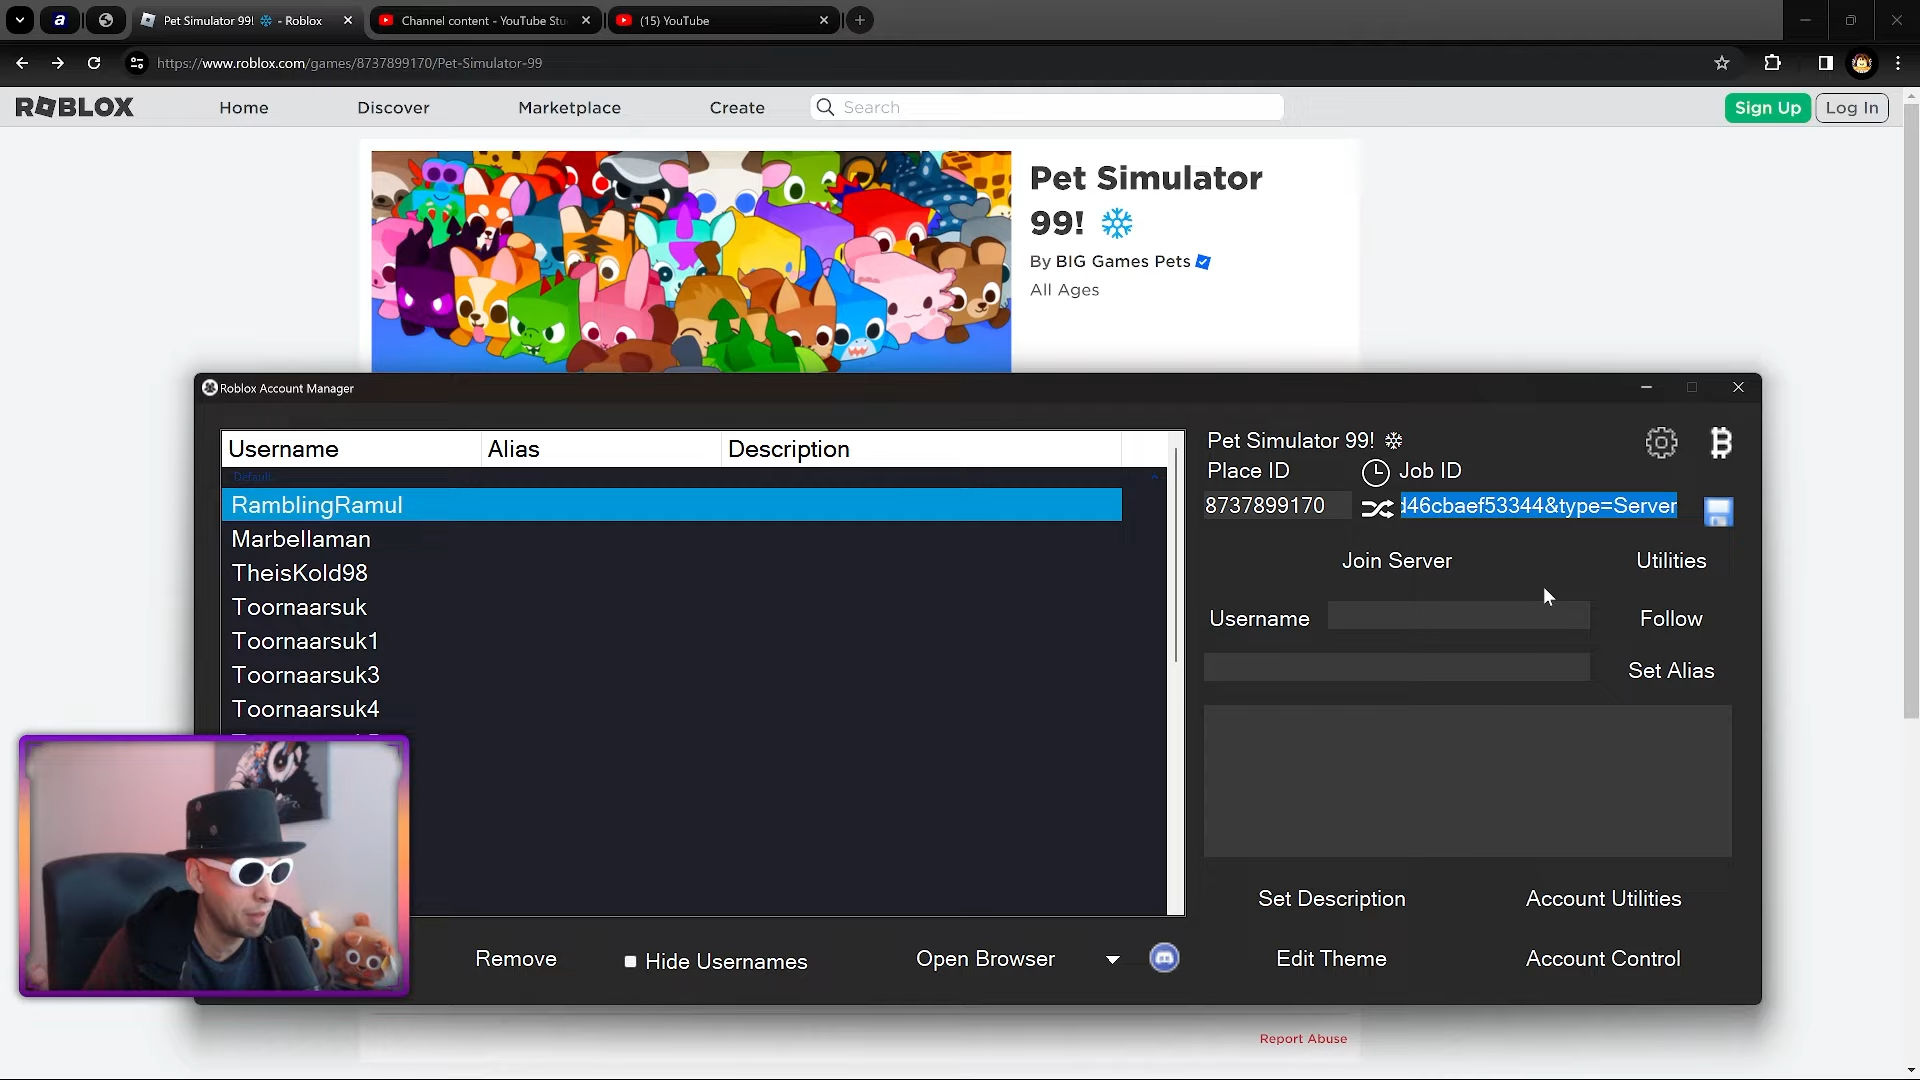 Pet Simulator 99! ❄ - Roblox
Channel content - YouTube Stu
(15) YouTube
https://www.roblox.com/games/8737899170/Pet-Simulator-99
ROBLOX
Home
Discover
Marketplace
Create
Search
Sign Up
Log In
Pet Simulator
99! ❄
By BIG Games Pets
All Ages
Roblox Account Manager
Username
Alias
Description
Default
RamblingRamul
Marbellaman
TheisKold98
Toornaarsuk
Toornaarsuk1
Toornaarsuk3
Toornaarsuk4
Pet Simulator 99! ❄
Place ID
Job ID
8737899170
d46cbaef53344&type=Server
Join Server
Utilities
Username
Follow
Set Alias
Set Description
Account Utilities
Remove
Hide Usernames
Open Browser
Edit Theme
Account Control
Report Abuse